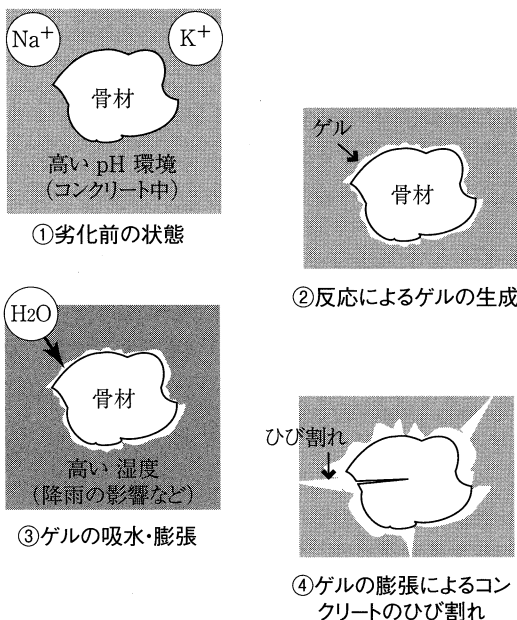 Na+
K+
骨材
高い pH 環境
(コンクリート中)
①劣化前の状態
ゲル
骨材
②反応によるゲルの生成
H2O
骨材
高い 湿度
(降雨の影響など)
③ゲルの吸水・膨張
ひび割れ
④ゲルの膨張によるコン
クリートのひび割れ